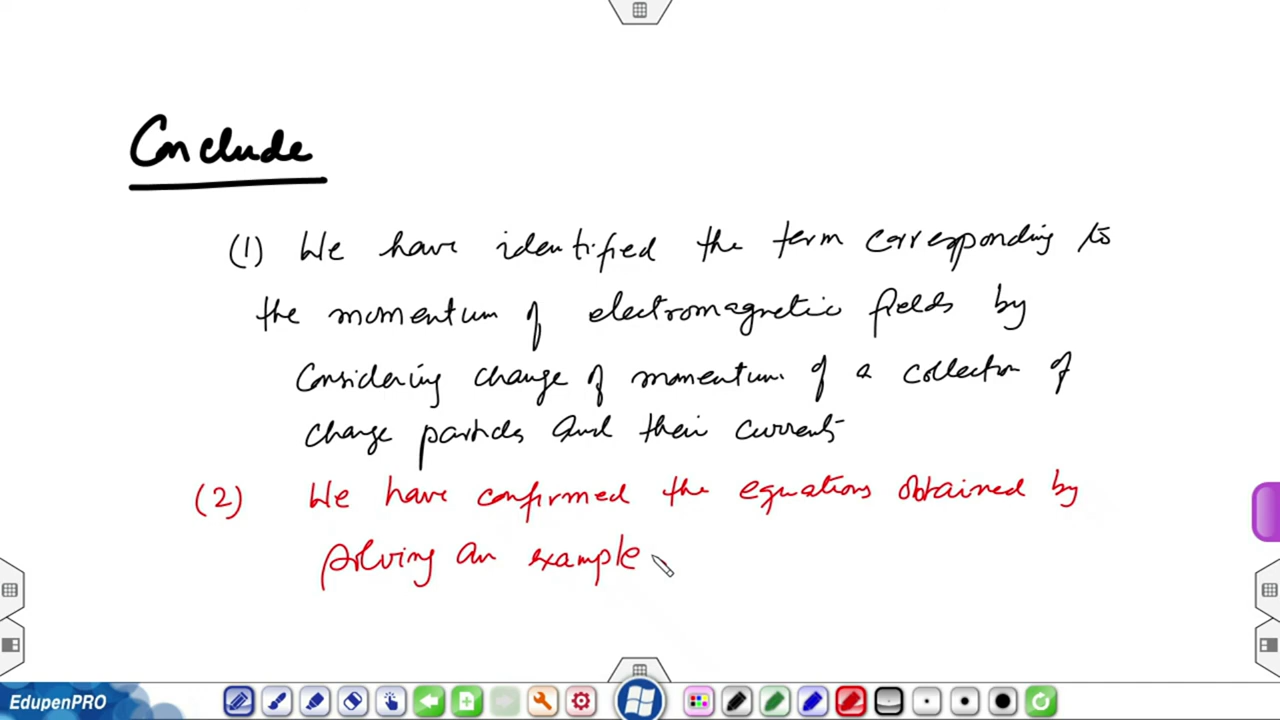 Conclude
(1) We have identified the term corresponding to
the momentum of electromagnetic fields by
considering change of momentum of a collection of
charge particles and their currents
(2) We have confirmed the equations obtained by
solving an example
EdupenPRO